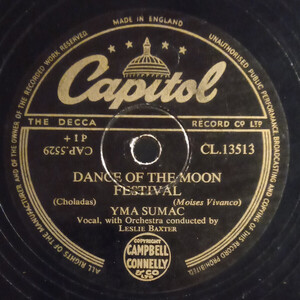 MADE IN ENGLAND
ALL RIGHTS OF THE MANUFACTURER AND OF THE OWNER OF THE RECORDED WORK RESERVED.
UNAUTHORISED PUBLIC PERFORMANCE BROADCASTING AND COPYING OF THIS RECORD PROHIBITED.
Capitol
THE DECCA RECORD Co LTD
CAP.5529 P1+ CL.13513
DANCE OF THE MOON
FESTIVAL
(Choladas) (Moises Vivanco)
YMA SUMAC
Vocal, with Orchestra conducted by
LESLIE BAXTER
COPYRIGHT
CAMPBELL
CONNELLY
& CO
LTD